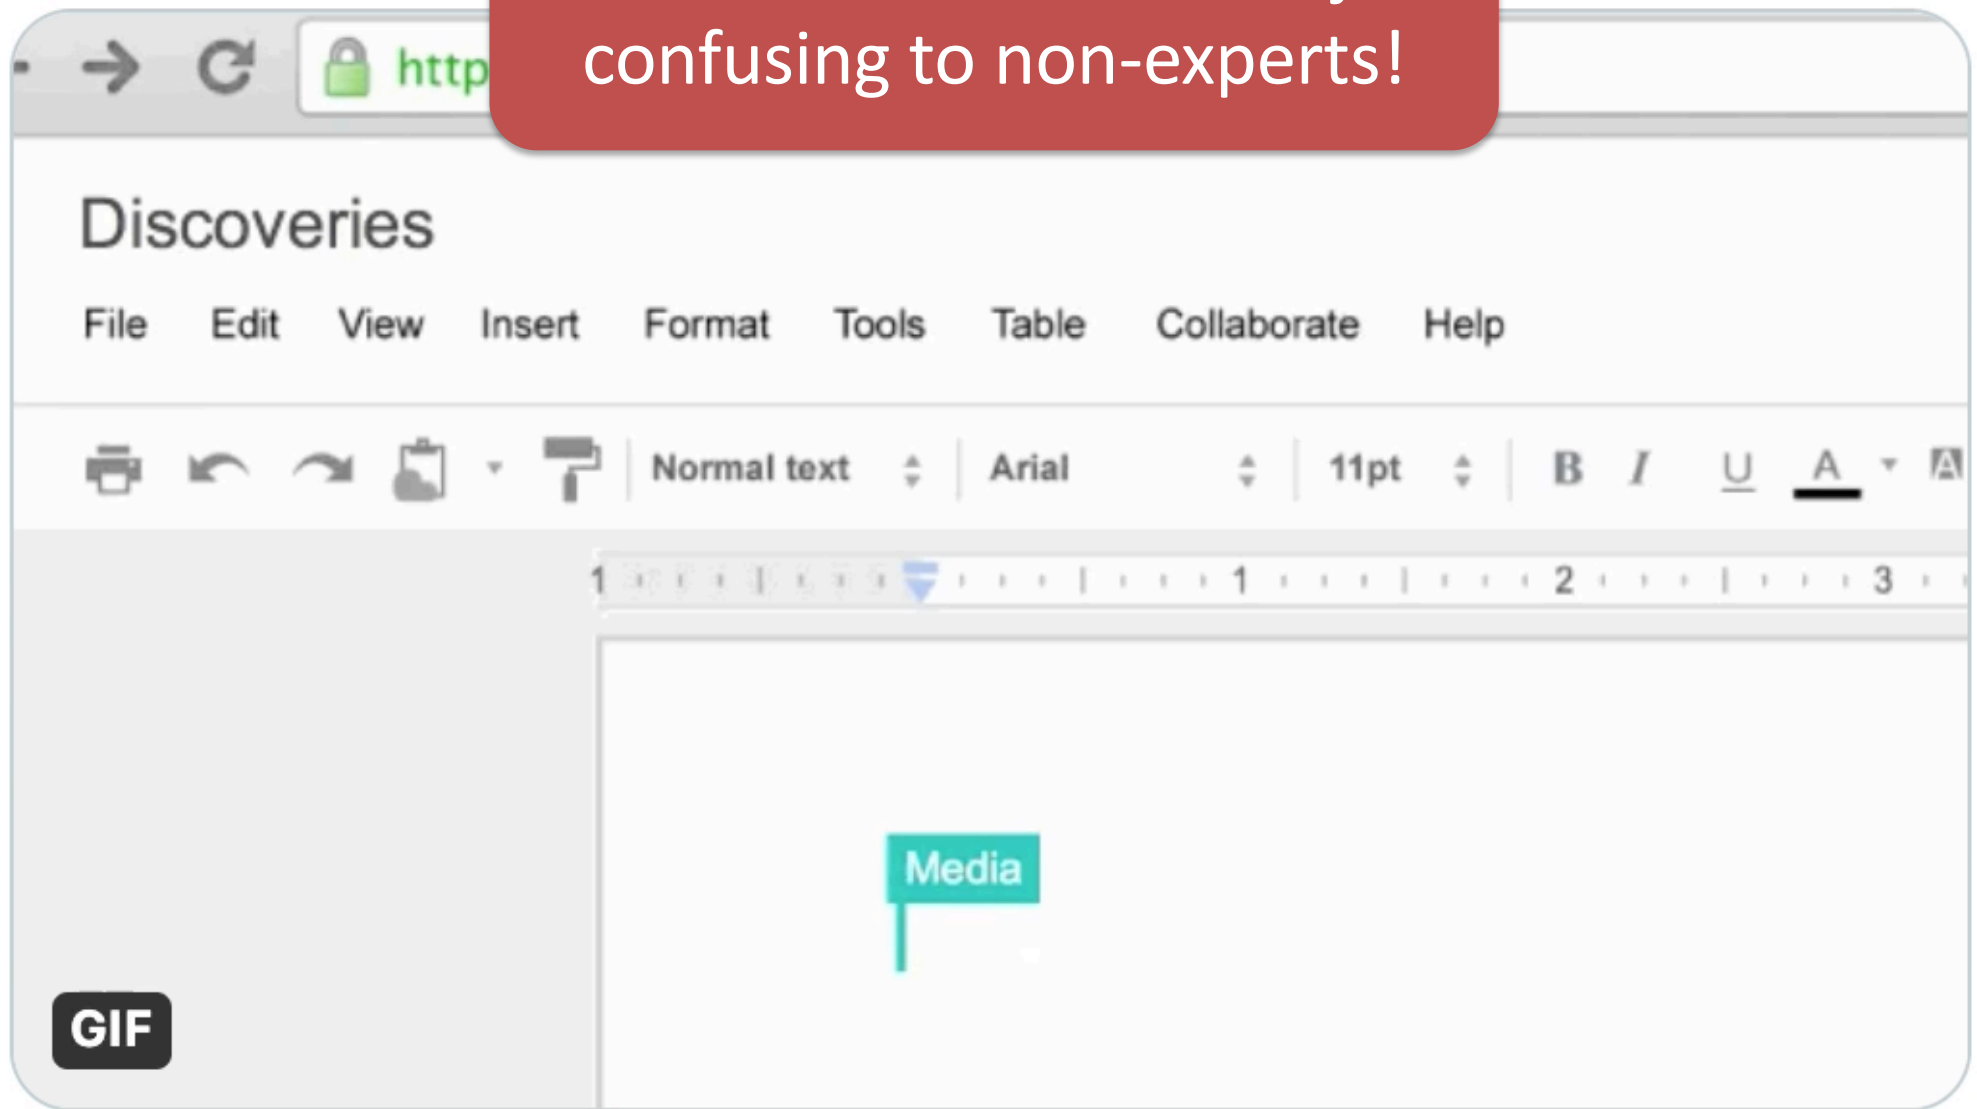 confusing to non-experts!
http
Discoveries
File Edit View Insert Format Tools Table Collaborate Help
Normal text Arial 11pt B I U A A
1 1 2 3
Media
GIF